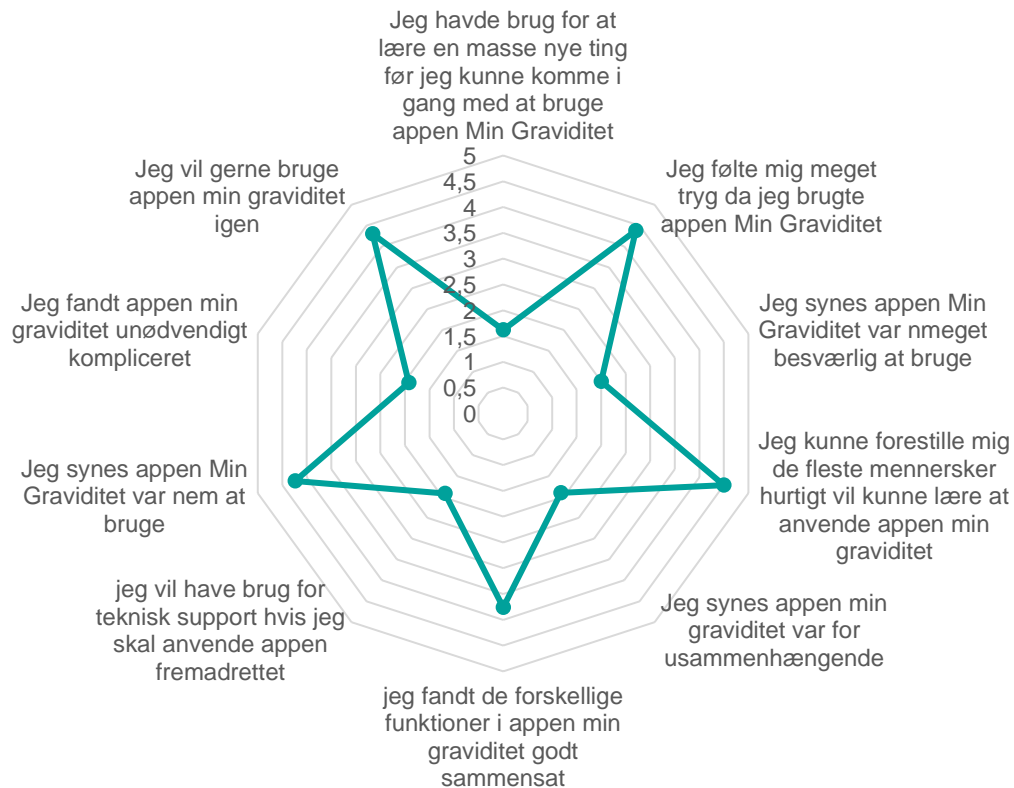 Jeg havde brug for at
lære en masse nye ting
før jeg kunne komme i
gang med at bruge
appen Min Graviditet
Jeg følte mig meget
tryg da jeg brugte
appen Min Graviditet
Jeg synes appen Min
Graviditet var nmeget
besværlig at bruge
Jeg kunne forestille mig
de fleste mennersker
hurtigt vil kunne lære at
anvende appen min
graviditet
Jeg synes appen min
graviditet var for
usammenhængende
jeg fandt de forskellige
funktioner i appen min
graviditet godt
sammensat
jeg vil have brug for
teknisk support hvis jeg
skal anvende appen
fremadrettet
Jeg synes appen Min
Graviditet var nem at
bruge
Jeg fandt appen min
graviditet unødvendigt
kompliceret
Jeg vil gerne bruge
appen min graviditet
igen
5
4,5
4
3,5
3
2,5
2
1,5
1
0,5
0